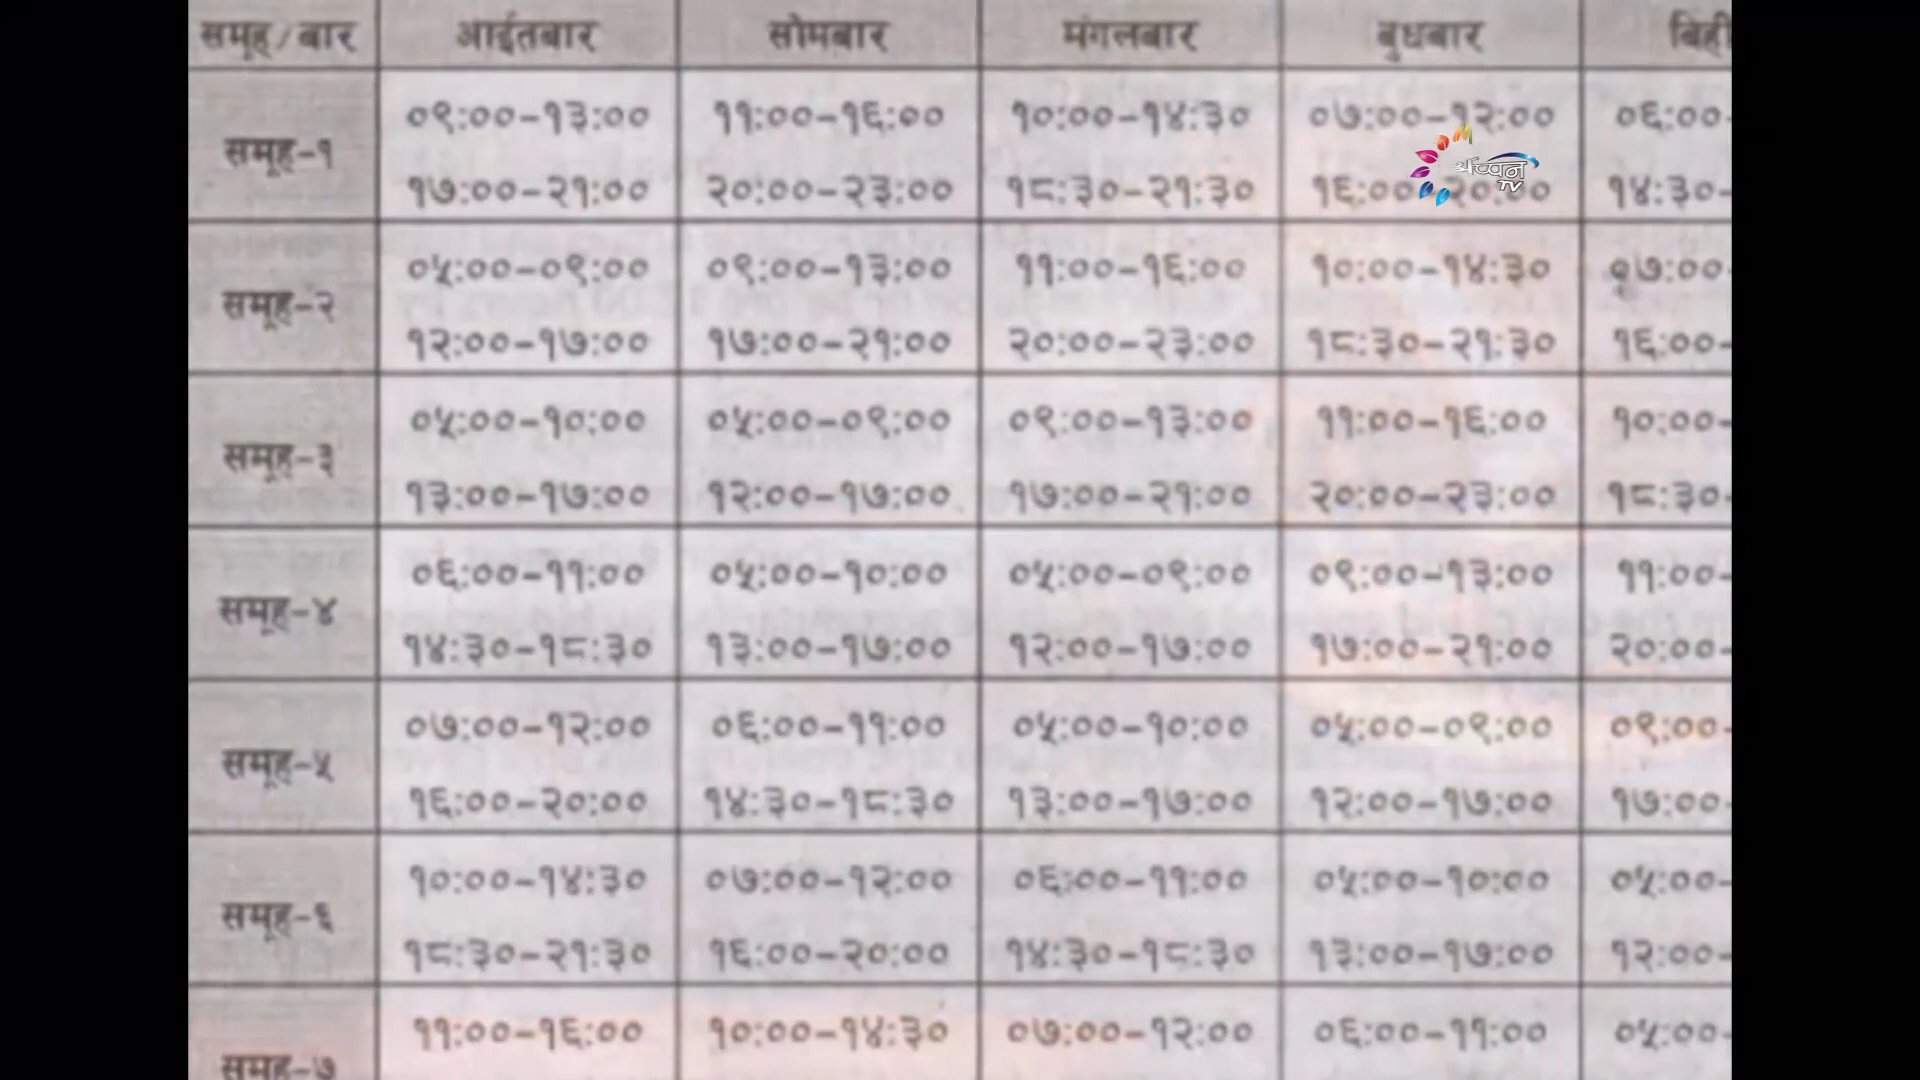 समूह/बार आईतबार सोमबार मंगलबार बुधबार बिही
समूह-१
०९:००-१३:०० ११:००-१६:०० १०:००-१४:३० ०७:००-१२:०० ०६:००-
१७:००-२१:०० २०:००-२३:०० १८:३०-२१:३० १६:००-२०:०० १४:३०-
समूह-२
०५:००-०९:०० ०९:००-१३:०० ११:००-१६:०० १०:००-१४:३० ०७:००-
१२:००-१७:०० १७:००-२१:०० २०:००-२३:०० १८:३०-२१:३० १६:००-
समूह-३
०५:००-१०:०० ०५:००-०९:०० ०९:००-१३:०० ११:००-१६:०० १०:००-
१३:००-१७:०० १२:००-१७:०० १७:००-२१:०० २०:००-२३:०० १८:३०-
समूह-४
०६:००-११:०० ०५:००-१०:०० ०५:००-०९:०० ०९:००-१३:०० ११:००-
१४:३०-१८:३० १३:००-१७:०० १२:००-१७:०० १७:००-२१:०० २०:००-
समूह-५
०७:००-१२:०० ०६:००-११:०० ०५:००-१०:०० ०५:००-०९:०० ०९:००-
१६:००-२०:०० १४:३०-१८:३० १३:००-१७:०० १२:००-१७:०० १७:००-
समूह-६
१०:००-१४:३० ०७:००-१२:०० ०६:००-११:०० ०५:००-१०:०० ०५:००-
१८:३०-२१:३० १६:००-२०:०० १४:३०-१८:३० १३:००-१७:०० १२:००-
समूह-७
११:००-१६:०० १०:००-१४:३० ०७:००-१२:०० ०६:००-११:०० ०५:००-
TV